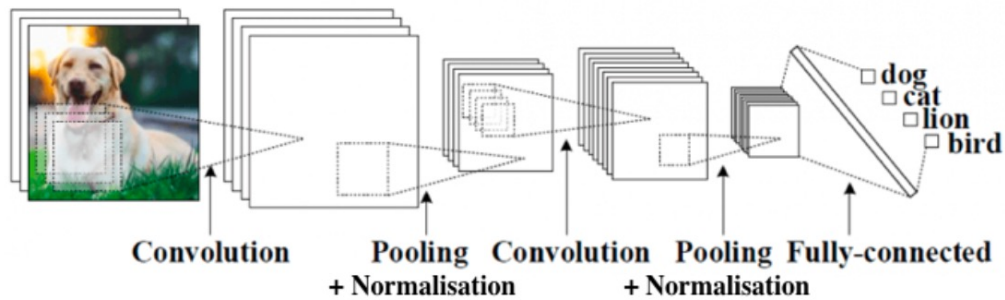 dog
cat
lion
bird
Convolution
Pooling
+ Normalisation
Convolution
Pooling
+ Normalisation
Fully-connected